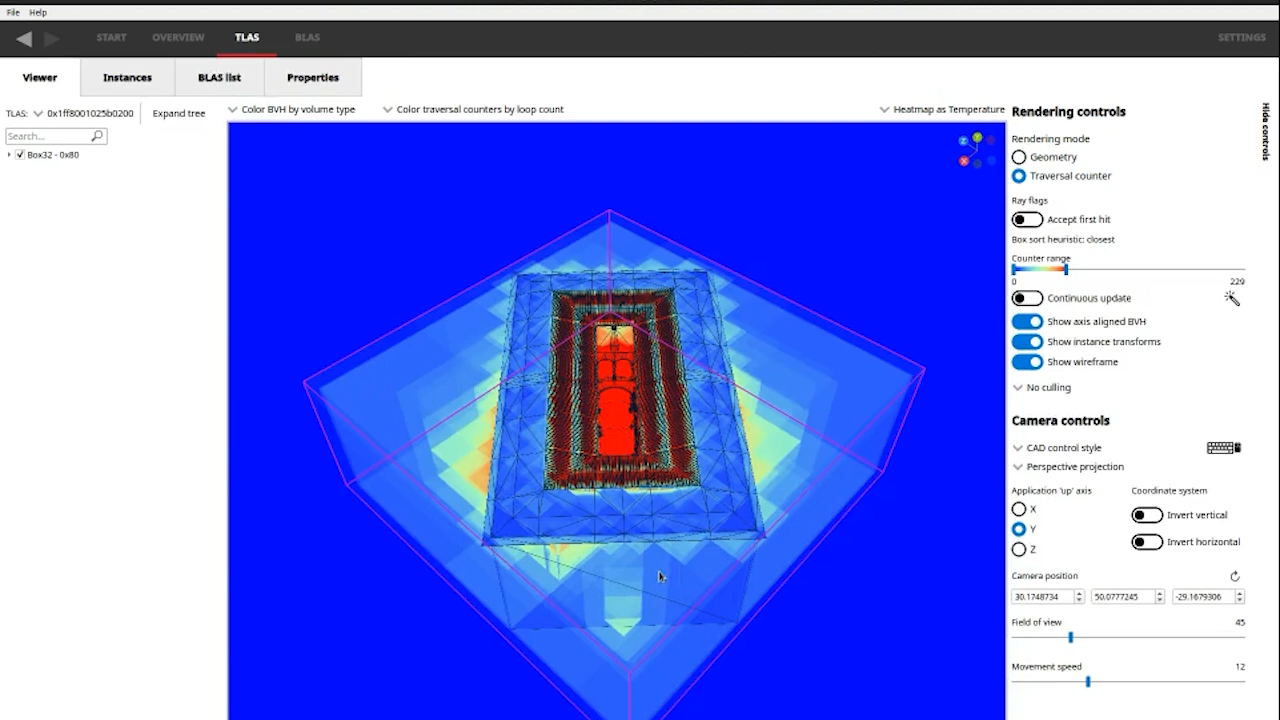 File Help
START OVERVIEW TLAS BLAS SETTINGS
Viewer Instances BLAS list Properties
TLAS: 0x1ff8001025b0200 Expand tree
Color BVH by volume type Color traversal counters by loop count Heatmap as Temperature
Search...
Box32 - 0x80
Z Y X
Hide controls
Rendering controls
Rendering mode
Geometry
Traversal counter
Ray flags
Accept first hit
Box sort heuristic: closest
Counter range
0 229
Continuous update
Show axis aligned BVH
Show instance transforms
Show wireframe
No culling
Camera controls
CAD control style
Perspective projection
Application 'up' axis Coordinate system
X Invert vertical
Y
Z Invert horizontal
Camera position
30.1748734 50.0777245 -29.1679306
Field of view 45
Movement speed 12